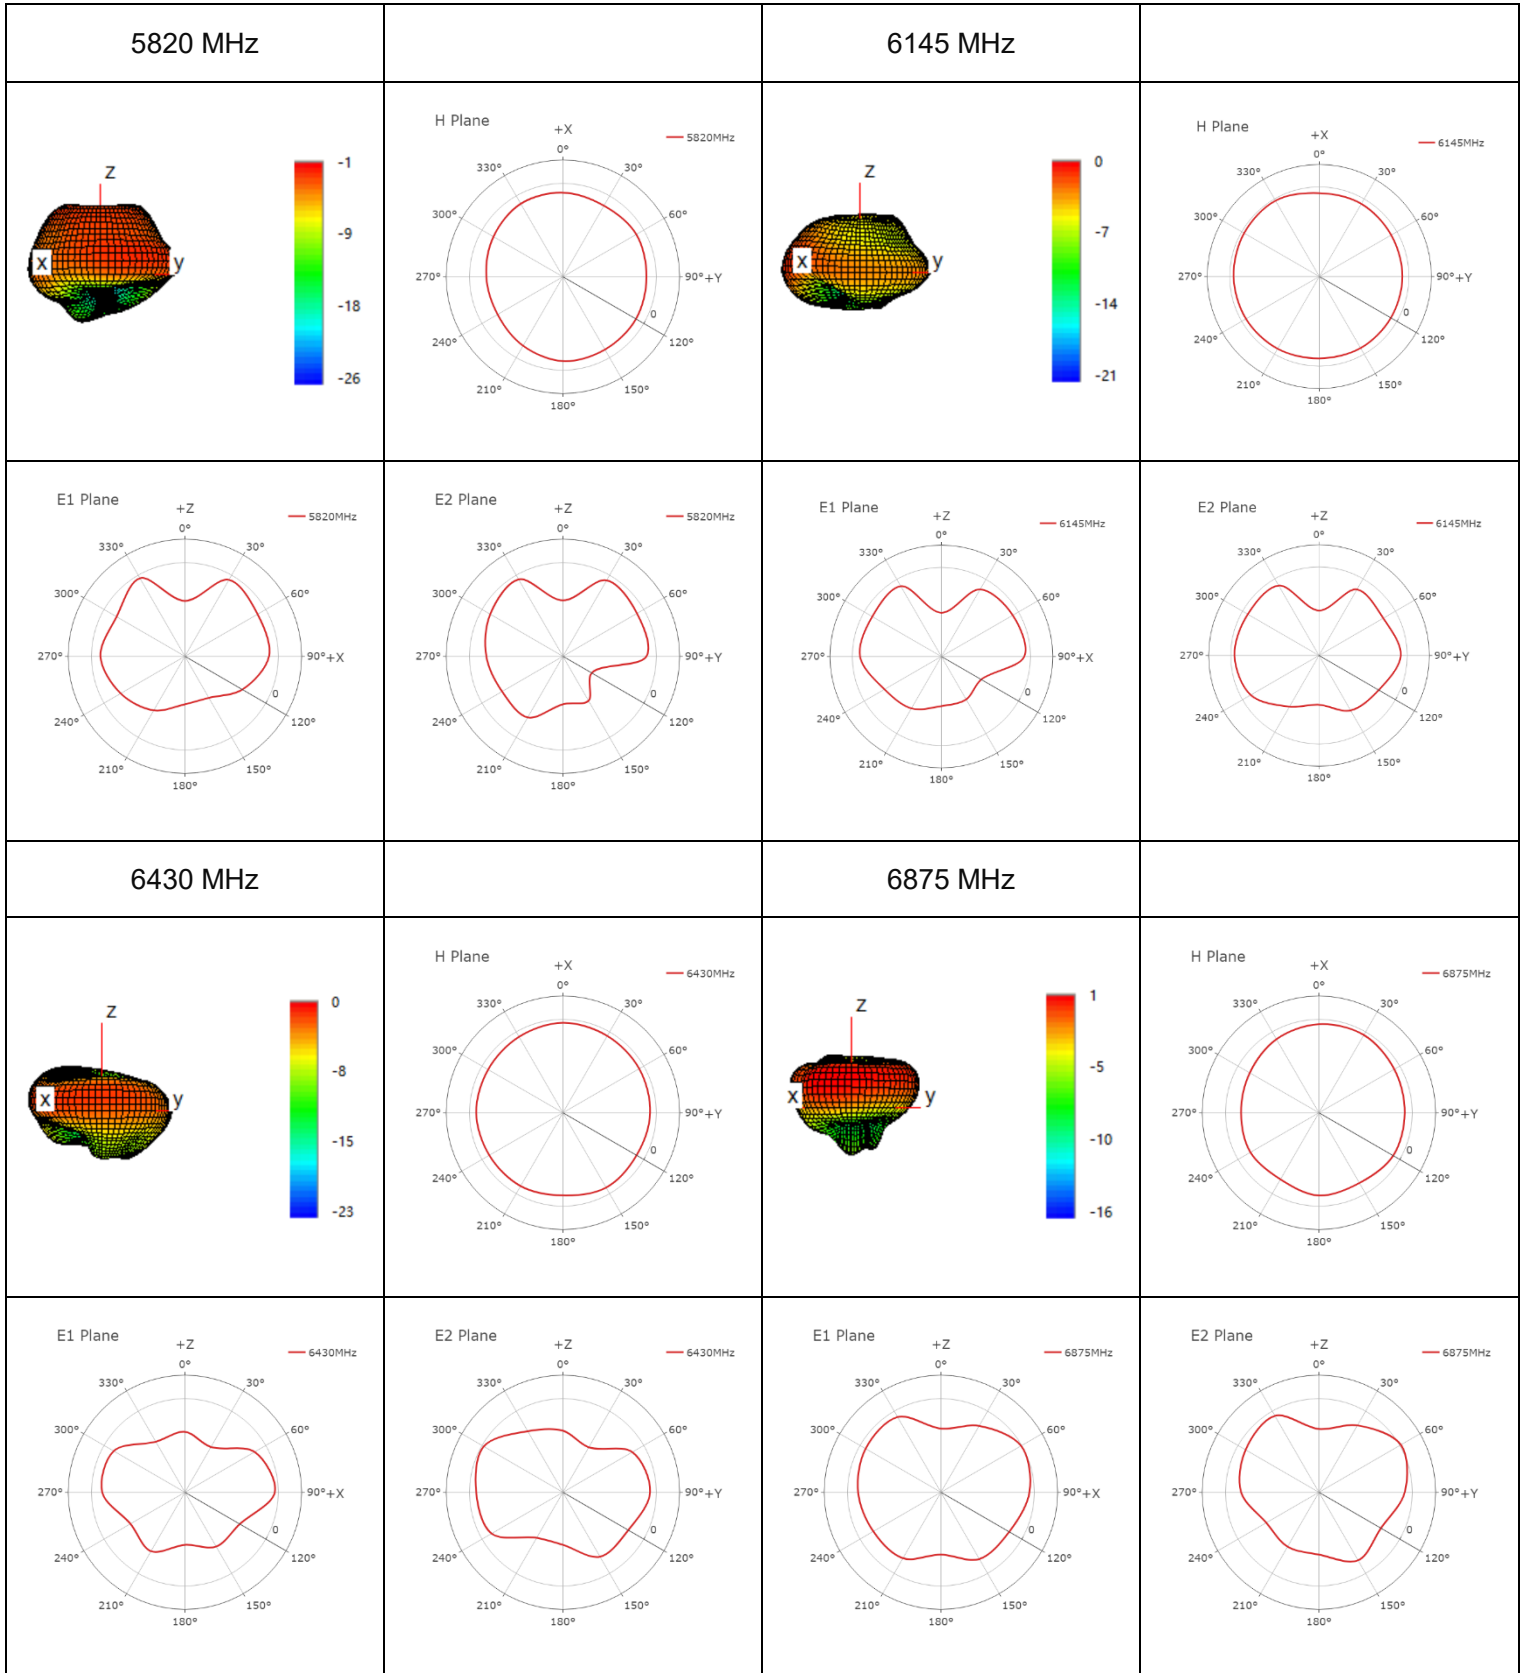 5820 MHz
6145 MHz
Z
x
y
-1
-9
-18
-26
H Plane
5820MHz
+X
0°
30°
60°
90°+Y
0
120°
150°
180°
210°
240°
270°
300°
330°
Z
x
y
0
-7
-14
-21
H Plane
6145MHz
+X
0°
30°
60°
90°+Y
0
120°
150°
180°
210°
240°
270°
300°
330°
E1 Plane
5820MHz
+Z
0°
30°
60°
90°+X
0
120°
150°
180°
210°
240°
270°
300°
330°
E2 Plane
5820MHz
+Z
0°
30°
60°
90°+Y
0
120°
150°
180°
210°
240°
270°
300°
330°
E1 Plane
6145MHz
+Z
0°
30°
60°
90°+X
0
120°
150°
180°
210°
240°
270°
300°
330°
E2 Plane
6145MHz
+Z
0°
30°
60°
90°+Y
0
120°
150°
180°
210°
240°
270°
300°
330°
6430 MHz
6875 MHz
Z
x
y
0
-8
-15
-23
H Plane
6430MHz
+X
0°
30°
60°
90°+Y
0
120°
150°
180°
210°
240°
270°
300°
330°
Z
x
y
1
-5
-10
-16
H Plane
6875MHz
+X
0°
30°
60°
90°+Y
0
120°
150°
180°
210°
240°
270°
300°
330°
E1 Plane
6430MHz
+Z
0°
30°
60°
90°+X
0
120°
150°
180°
210°
240°
270°
300°
330°
E2 Plane
6430MHz
+Z
0°
30°
60°
90°+Y
0
120°
150°
180°
210°
240°
270°
300°
330°
E1 Plane
6875MHz
+Z
0°
30°
60°
90°+X
0
120°
150°
180°
210°
240°
270°
300°
330°
E2 Plane
6875MHz
+Z
0°
30°
60°
90°+Y
0
120°
150°
180°
210°
240°
270°
300°
330°